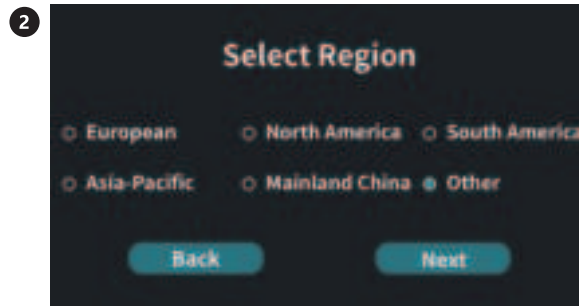 2
Select Region
European North America South America
Asia-Pacific Mainland China Other
Back Next